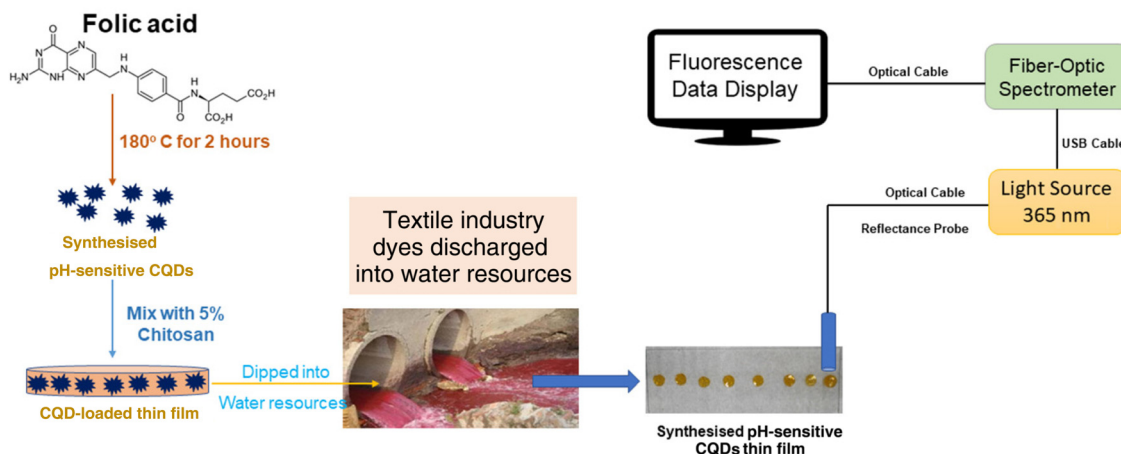 Folic acid
O
N
N
NH
H₂N
N
N
H
N
O
H
N
CO₂H
CO₂H
180° C for 2 hours
Synthesised
pH-sensitive CQDs
Mix with 5%
Chitosan
CQD-loaded thin film
Dipped into
Water resources
Textile industry
dyes discharged
into water resources
Fluorescence
Data Display
Optical Cable
Fiber-Optic
Spectrometer
USB Cable
Light Source
365 nm
Optical Cable
Reflectance Probe
Synthesised pH-sensitive
CQDs thin film